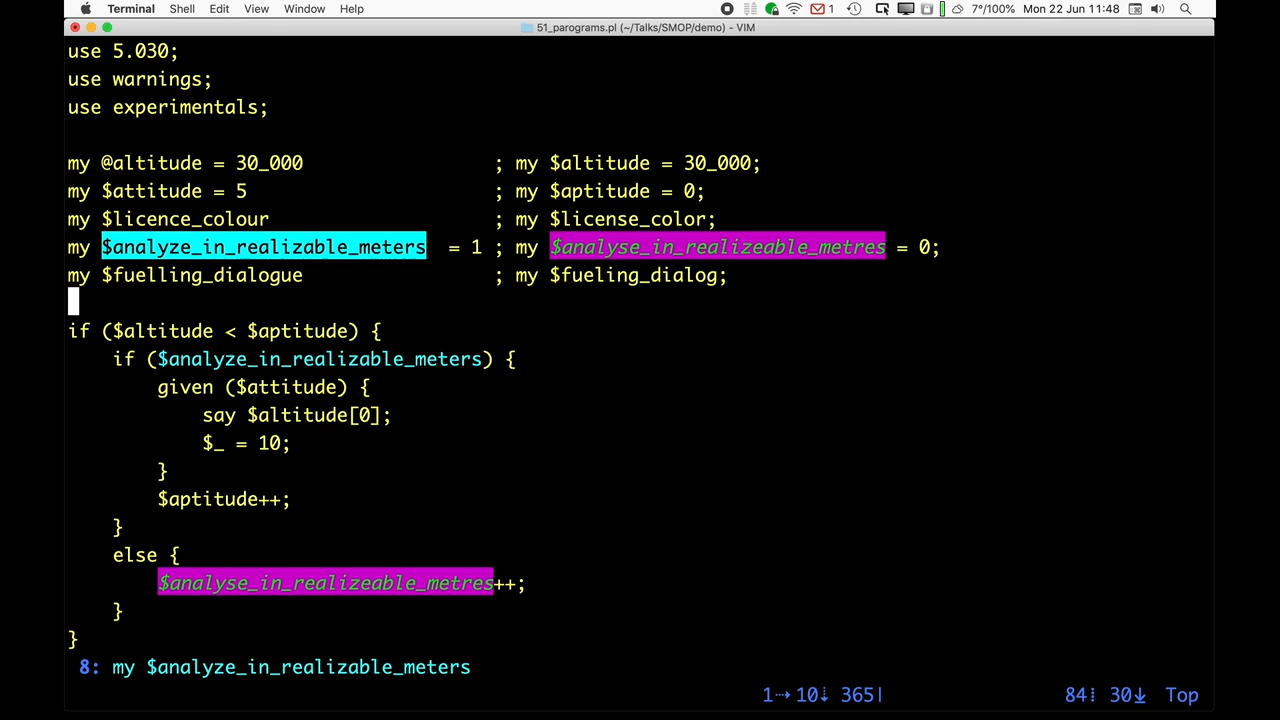 Terminal Shell Edit View Window Help 1 7°/100% Mon 22 Jun 11:48
51_parograms.pl (~/Talks/SMOP/demo) - VIM
use 5.030;
use warnings;
use experimentals;
my @altitude = 30_000 ; my $altitude = 30_000;
my $attitude = 5 ; my $aptitude = 0;
my $licence_colour ; my $license_color;
my $analyze_in_realizable_meters = 1 ; my $analyse_in_realizeable_metres = 0;
my $fuelling_dialogue ; my $fueling_dialog;
if ($altitude < $aptitude) {
if ($analyze_in_realizable_meters) {
given ($attitude) {
say $altitude[0];
$_ = 10;
}
$aptitude++;
}
else {
$analyse_in_realizeable_metres++;
}
}
8: my $analyze_in_realizable_meters
1⇢ 10⇣ 365| 84⁞ 30↓ Top